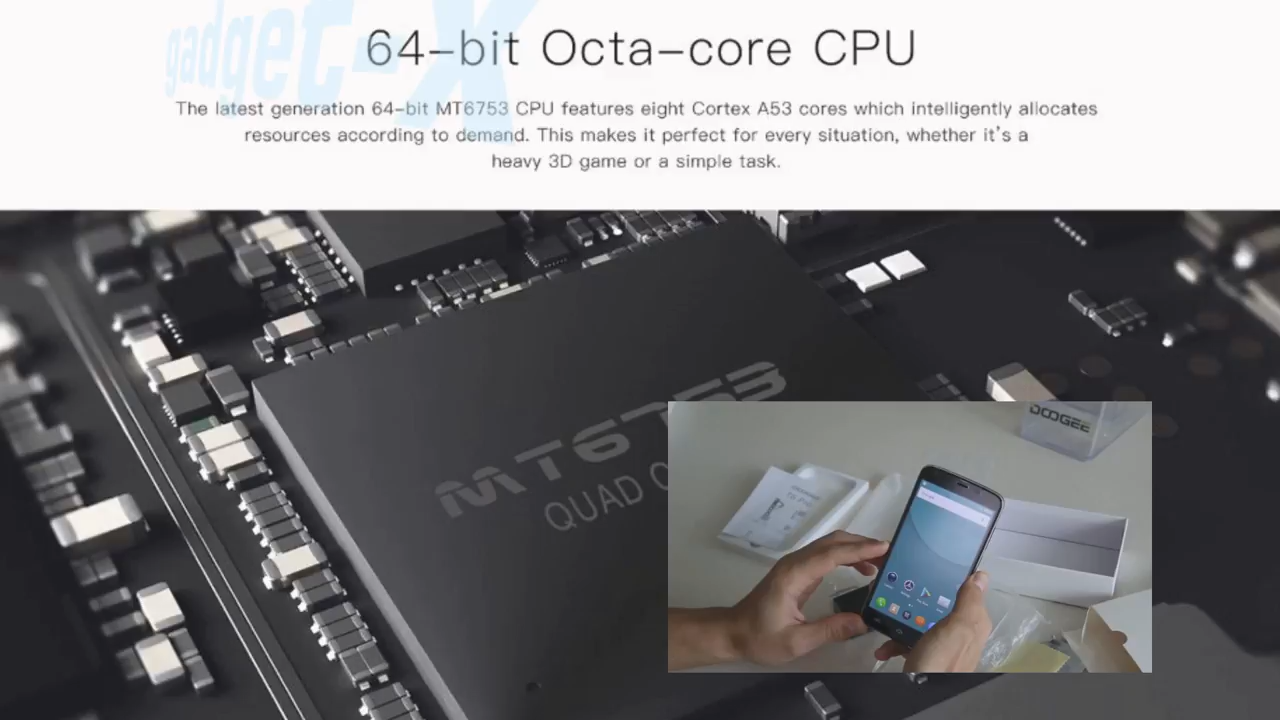 gadget-X
64-bit Octa-core CPU
The latest generation 64-bit MT6753 CPU features eight Cortex A53 cores which intelligently allocates
resources according to demand. This makes it perfect for every situation, whether it's a
heavy 3D game or a simple task.
MT6753
QUAD
DOOGEE